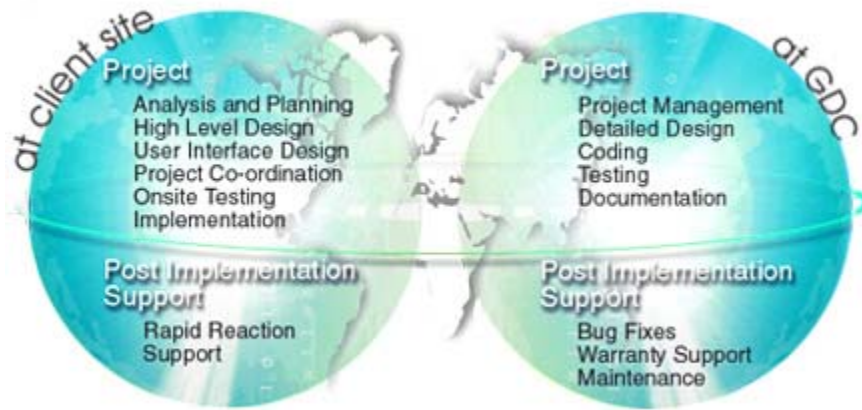 at client site
Project
Analysis and Planning
High Level Design
User Interface Design
Project Co-ordination
Onsite Testing
Implementation
Post Implementation
Support
Rapid Reaction
Support
at GDC
Project
Project Management
Detailed Design
Coding
Testing
Documentation
Post Implementation
Support
Bug Fixes
Warranty Support
Maintenance